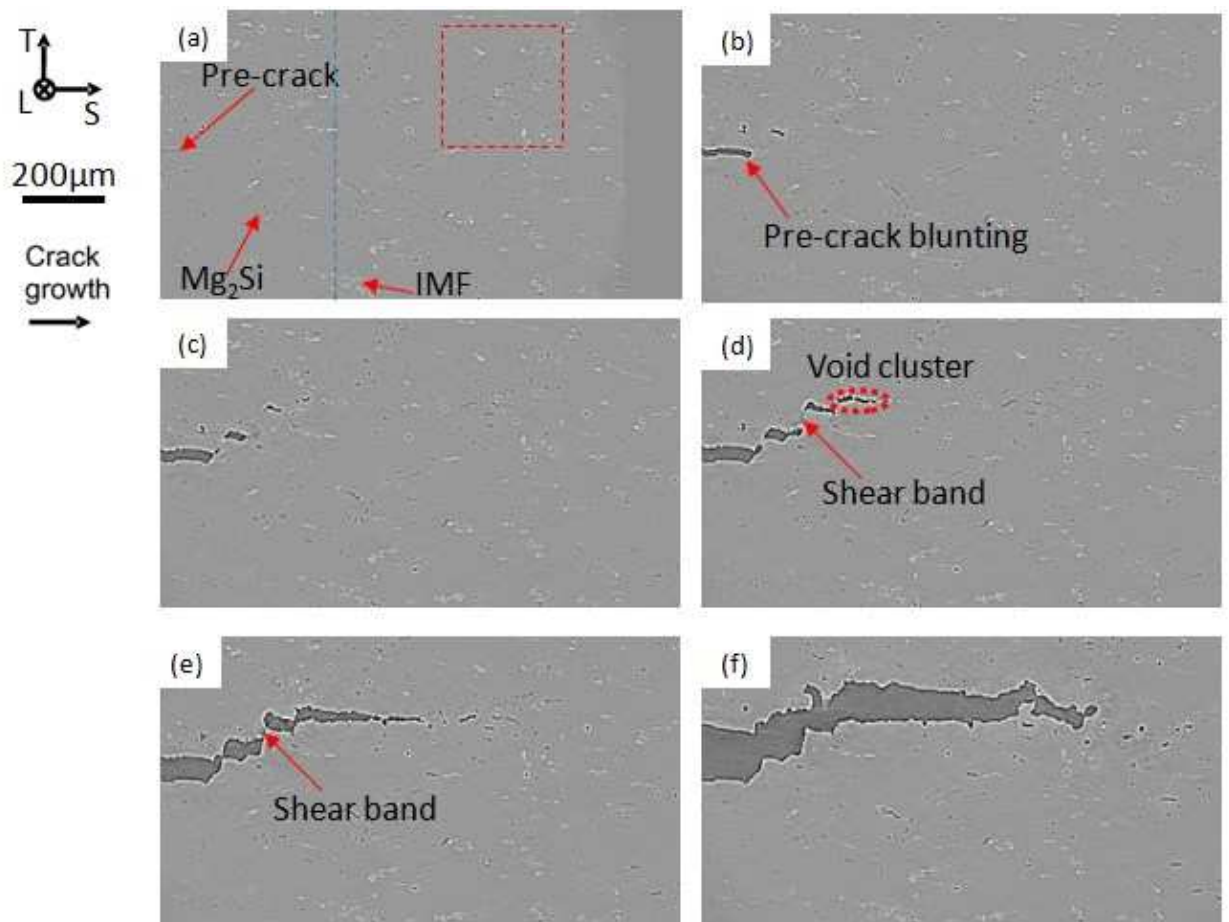 T
L
S
200μm
Crack
growth
(a)
Pre-crack
Mg₂Si
IMF
(b)
Pre-crack blunting
(c)
(d)
Void cluster
Shear band
(e)
Shear band
(f)